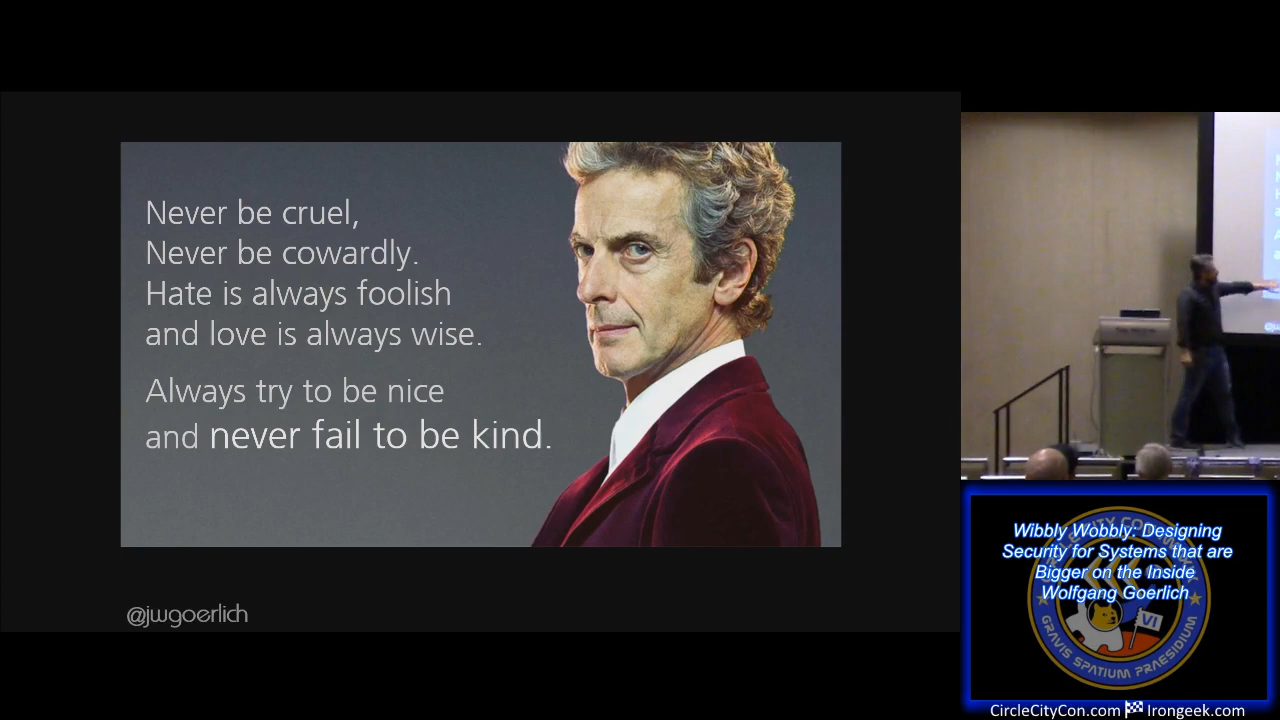 Never be cruel,
Never be cowardly.
Hate is always foolish
and love is always wise.
Always try to be nice
and never fail to be kind.
@jwgoerlich
Wibbly Wobbly: Designing
Security for Systems that are
Bigger on the Inside
Wolfgang Goerlich
VI
GRAVIS SPATIUM PRAESIDIUM
CircleCityCon.com Irongeek.com